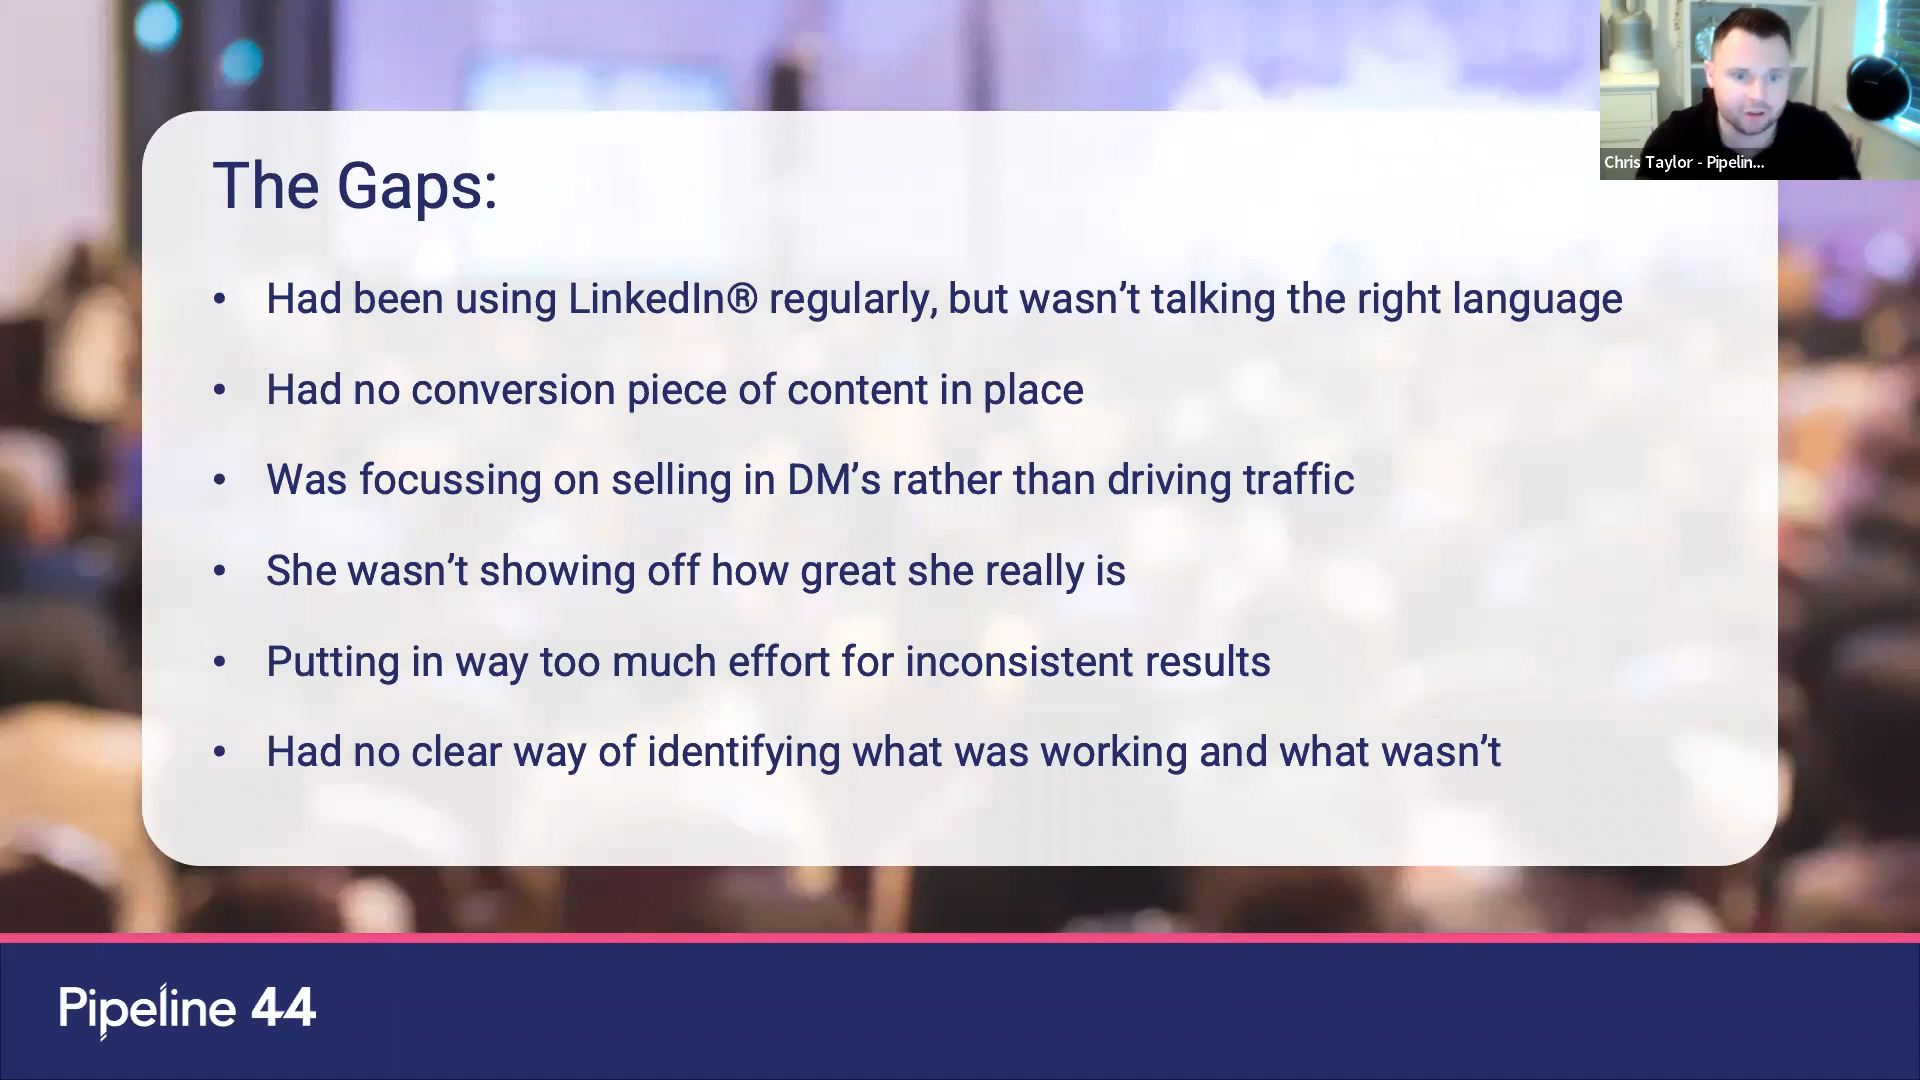 Chris Taylor - Pipelin...
The Gaps:
• Had been using LinkedIn® regularly, but wasn’t talking the right language
• Had no conversion piece of content in place
• Was focussing on selling in DM’s rather than driving traffic
• She wasn’t showing off how great she really is
• Putting in way too much effort for inconsistent results
• Had no clear way of identifying what was working and what wasn’t
Pipeline 44